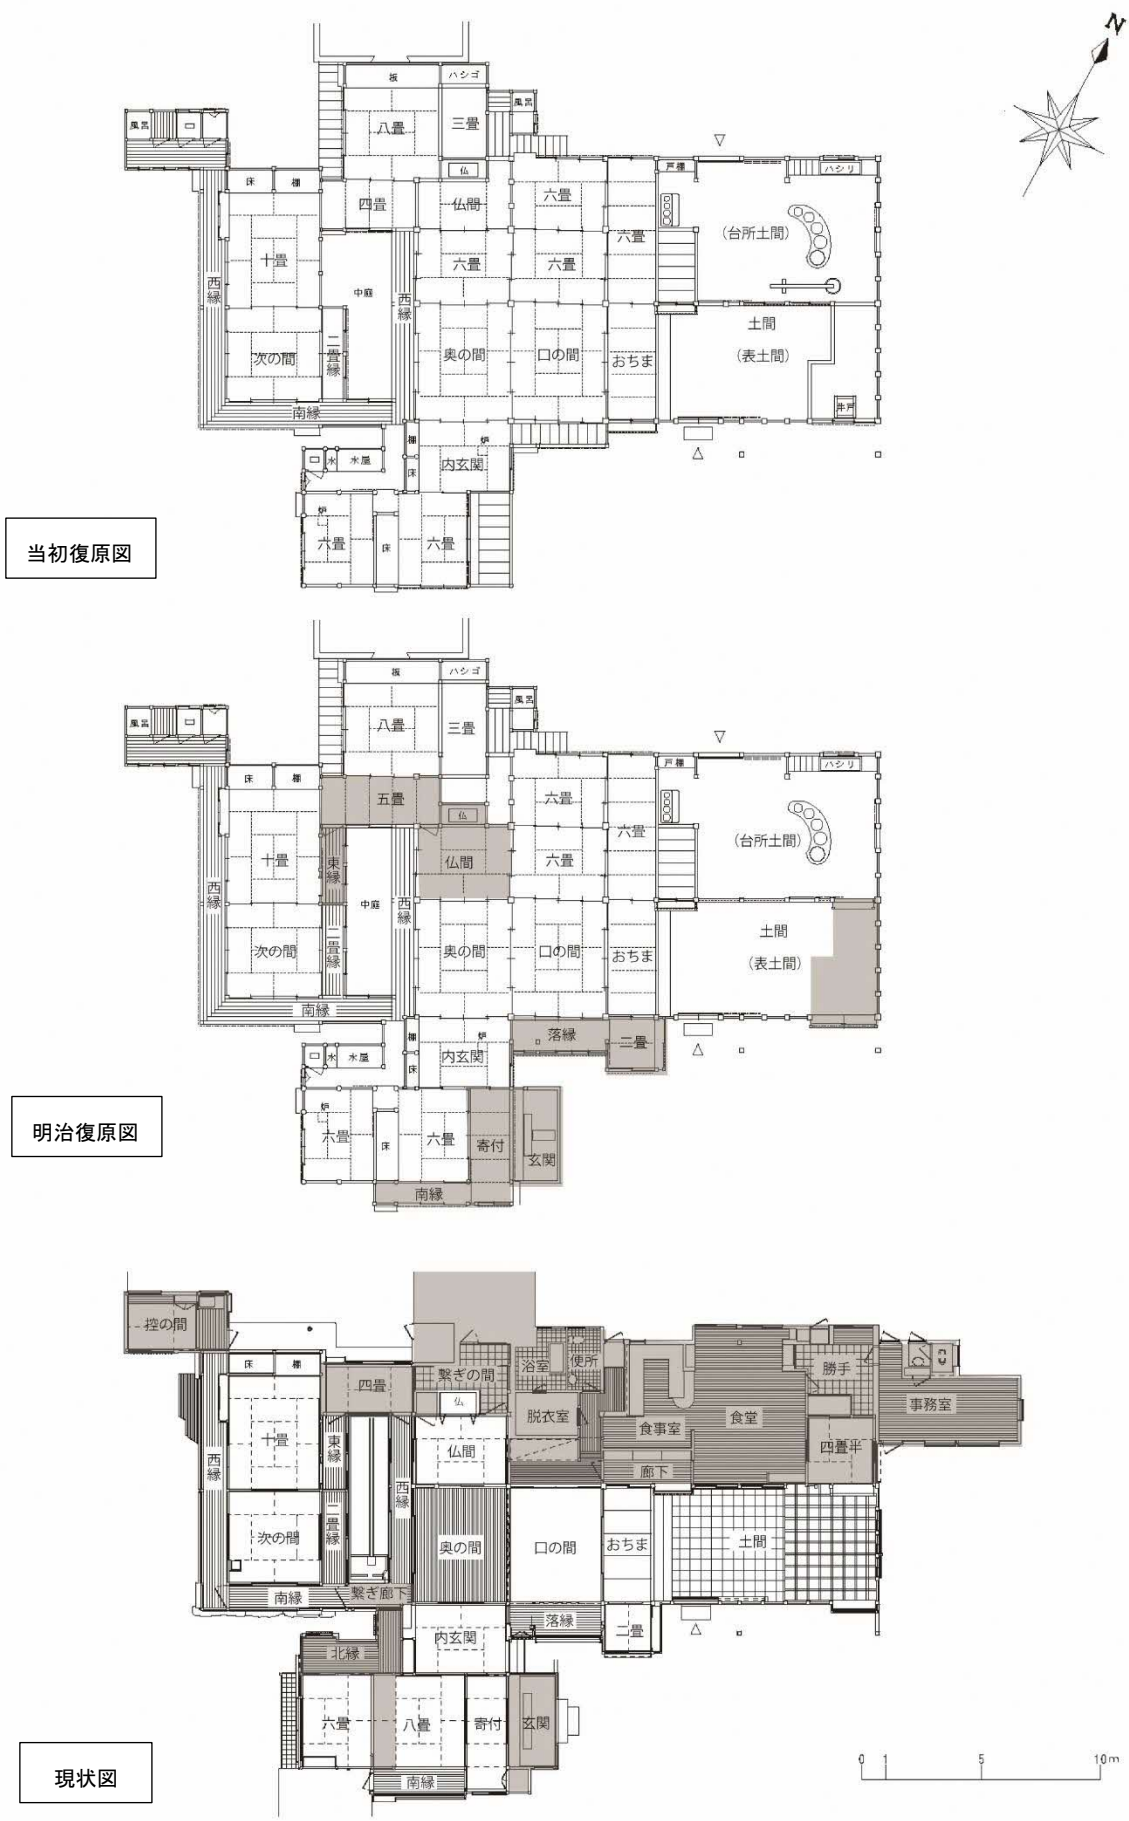 N
板
ハシゴ
風呂
風呂
八畳
三畳
戸棚
ハシリ
仏
床
棚
四畳
仏間
六畳
六畳
(台所土間)
十畳
西縁
中庭
西縁
六畳
六畳
土間
次の間
二畳縁
奥の間
口の間
おちま
(表土間)
南縁
井戸
棚
炉
水
水屋
床
内玄関
炉
六畳
床
六畳
当初復原図
板
ハシゴ
風呂
風呂
八畳
三畳
戸棚
ハシリ
床
棚
五畳
六畳
仏
六畳
(台所土間)
十畳
東縁
仏間
六畳
西縁
中庭
西縁
土間
次の間
二畳縁
奥の間
口の間
おちま
(表土間)
南縁
落縁
二畳
棚
炉
水
水屋
床
内玄関
炉
六畳
床
六畳
寄付
玄関
南縁
明治復原図
控の間
床
棚
四畳
繋ぎの間
浴室
便所
勝手
仏
脱衣室
食事室
食堂
事務室
十畳
東縁
仏間
四畳半
西縁
廊下
西縁
次の間
二畳縁
奥の間
口の間
おちま
土間
南縁
繋ぎ廊下
落縁
二畳
北縁
内玄関
六畳
八畳
寄付
玄関
南縁
現状図
0 1 5 10m